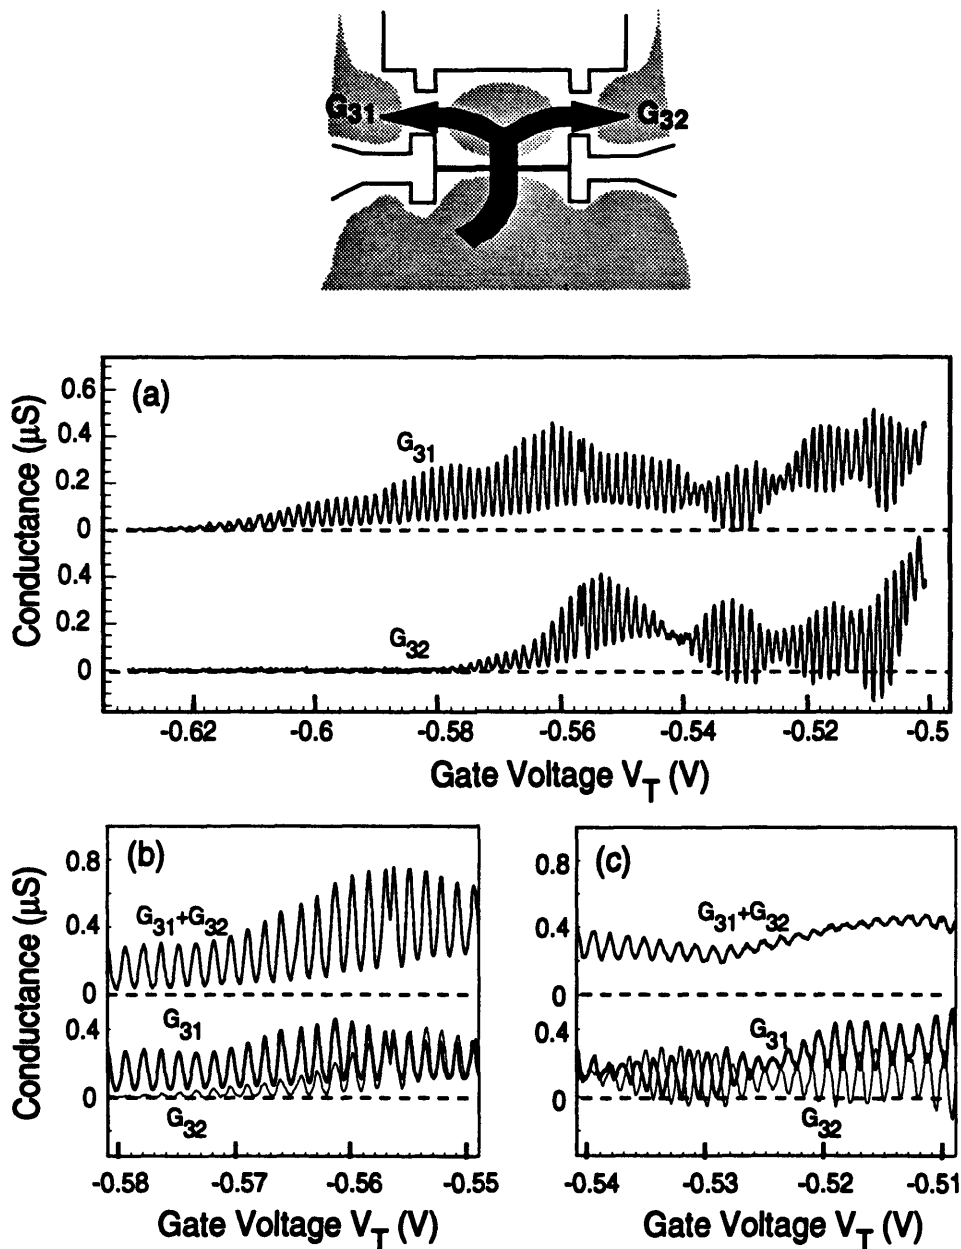 G31 G32
(a)
Conductance (µS)
0.6
0.4
0.2
0
0.4
0.2
0
G31
G32
-0.62 -0.6 -0.58 -0.56 -0.54 -0.52 -0.5
Gate Voltage VT (V)
(b)
Conductance (µS)
0.8
0.4
0
0.4
0
G31+G32
G31
G32
-0.58 -0.57 -0.56 -0.55
Gate Voltage VT (V)
(c)
0.8
0.4
0
0.4
0
G31+G32
G31
G32
-0.54 -0.53 -0.52 -0.51
Gate Voltage VT (V)